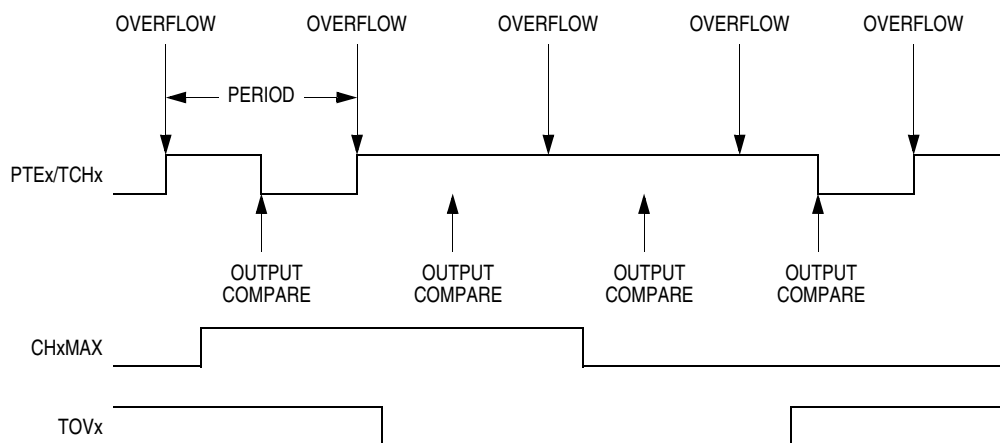 OVERFLOW OVERFLOW OVERFLOW OVERFLOW OVERFLOW
PERIOD
PTEx/TCHx
OUTPUT OUTPUT OUTPUT OUTPUT
COMPARE COMPARE COMPARE COMPARE
CHxMAX
TOVx